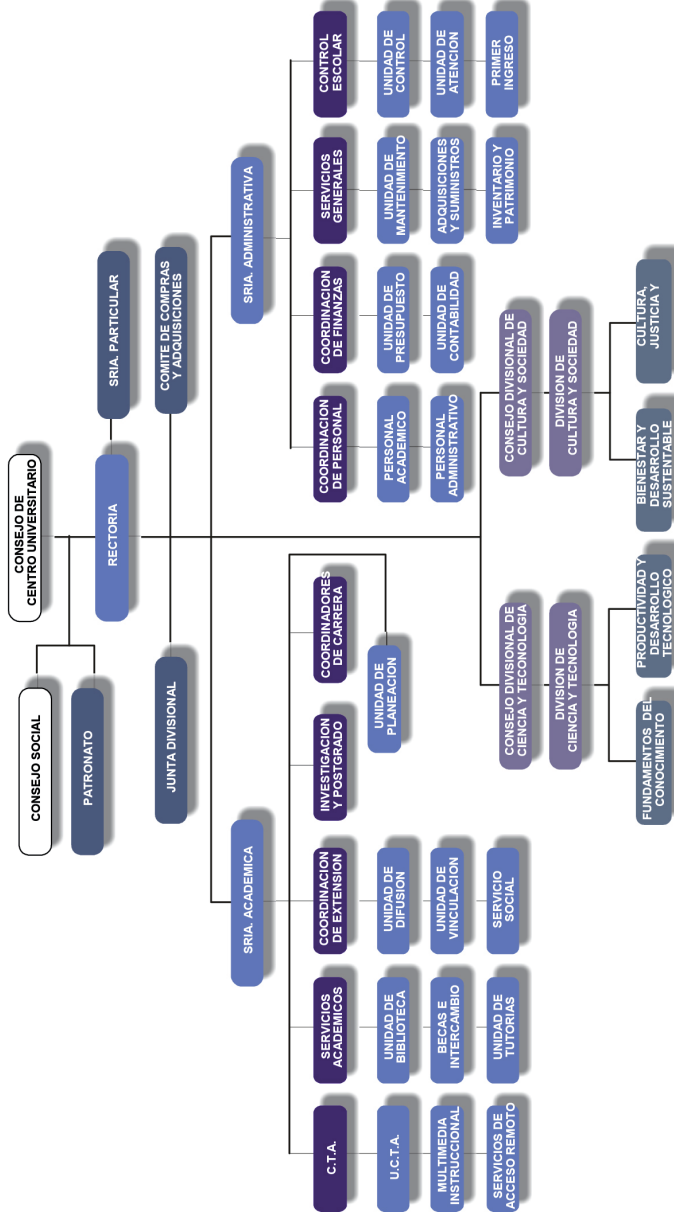 CONSEJO DE
CENTRO UNIVERSITARIO
CONSEJO SOCIAL
PATRONATO
RECTORIA
SRIA. PARTICULAR
JUNTA DIVISIONAL
COMITE DE COMPRAS
Y ADQUISICIONES
SRIA. ACADEMICA
SRIA. ADMINISTRATIVA
C.T.A.
U.C.T.A.
MULTIMEDIA
INSTRUCCIONAL
SERVICIOS DE
ACCESO REMOTO
SERVICIOS
ACADEMICOS
UNIDAD DE
BIBLIOTECA
BECAS E
INTERCAMBIO
UNIDAD DE
TUTORIAS
COORDINACION
DE EXTENSION
UNIDAD DE
DIFUSION
UNIDAD DE
VINCULACION
SERVICIO
SOCIAL
INVESTIGACION
Y POSTGRADO
COORDINADORES
DE CARRERA
UNIDAD DE
PLANEACION
COORDINACION
DE PERSONAL
PERSONAL
ACADEMICO
PERSONAL
ADMINISTRATIVO
COORDINACION
DE FINANZAS
UNIDAD DE
PRESUPUESTO
UNIDAD DE
CONTABILIDAD
SERVICIOS
GENERALES
UNIDAD DE
MANTENIMIENTO
ADQUISICIONES
Y SUMINISTROS
INVENTARIO Y
PATRIMONIO
CONTROL
ESCOLAR
UNIDAD DE
CONTROL
UNIDAD DE
ATENCION
PRIMER
INGRESO
CONSEJO DIVISIONAL DE
CIENCIA Y TECONOLOGIA
DIVISION DE
CIENCIA Y TECNOLOGIA
FUNDAMENTOS DEL
CONOCIMIENTO
PRODUCTIVIDAD Y
DESARROLLO
TECNOLOGICO
CONSEJO DIVISIONAL DE
CULTURA Y SOCIEDAD
DIVISION DE
CULTURA Y SOCIEDAD
BIENESTAR Y
DESARROLLO
SUSTENTABLE
CULTURA,
JUSTICIA Y